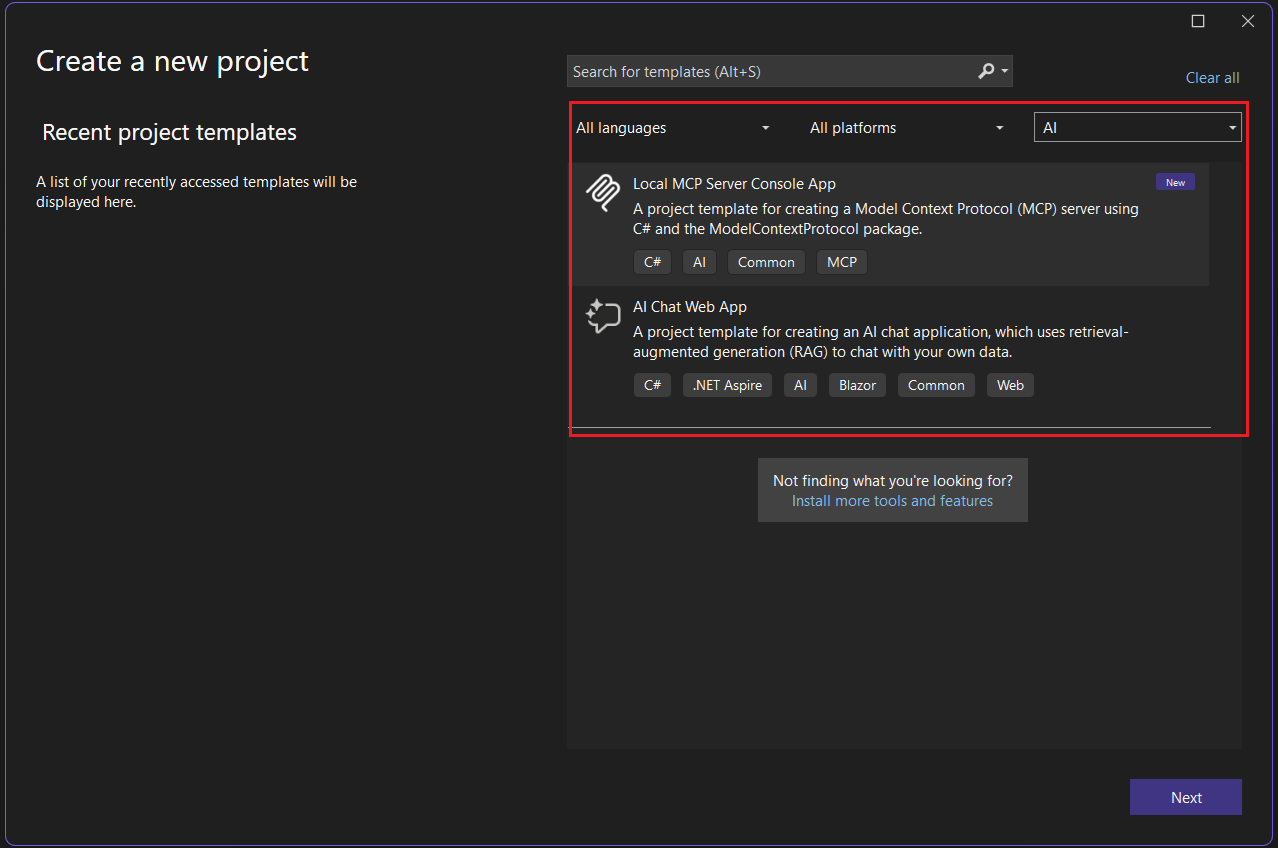 Create a new project
Search for templates (Alt+S)
Clear all
Recent project templates
A list of your recently accessed templates will be
displayed here.
All languages
All platforms
AI
Local MCP Server Console App
New
A project template for creating a Model Context Protocol (MCP) server using
C# and the ModelContextProtocol package.
C# AI Common MCP
AI Chat Web App
A project template for creating an AI chat application, which uses retrieval-
augmented generation (RAG) to chat with your own data.
C# .NET Aspire AI Blazor Common Web
Not finding what you're looking for?
Install more tools and features
Next